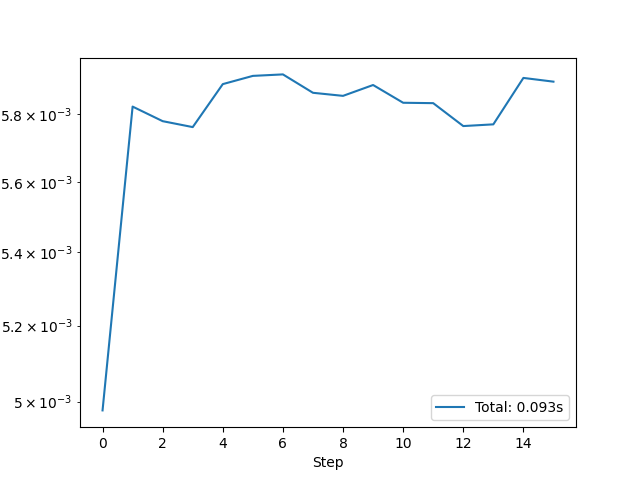 5.8 × 10⁻³
5.6 × 10⁻³
5.4 × 10⁻³
5.2 × 10⁻³
5 × 10⁻³
Total: 0.093s
0 2 4 6 8 10 12 14
Step